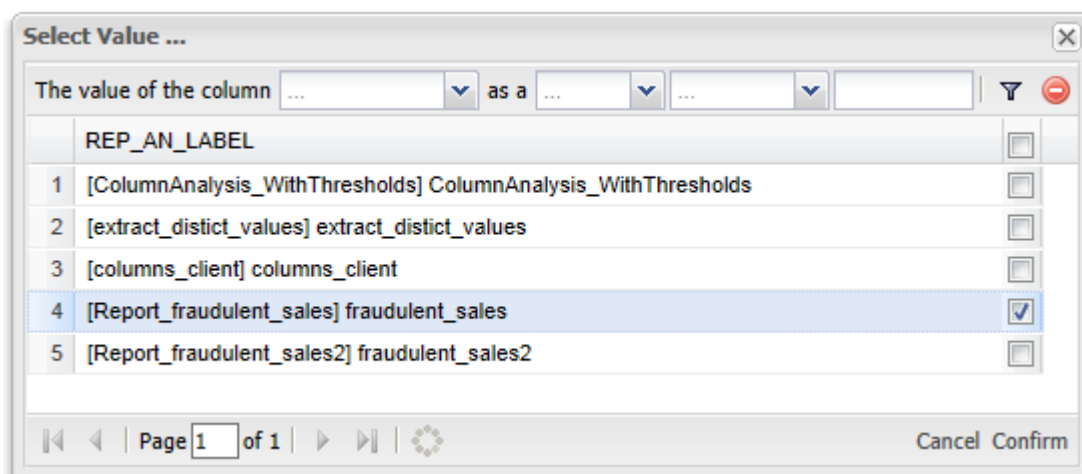 Select Value ...
The value of the column ... as a ... ...
REP_AN_LABEL
1 [ColumnAnalysis_WithThresholds] ColumnAnalysis_WithThresholds
2 [extract_distict_values] extract_distict_values
3 [columns_client] columns_client
4 [Report_fraudulent_sales] fraudulent_sales
5 [Report_fraudulent_sales2] fraudulent_sales2
Page 1 of 1 Cancel Confirm